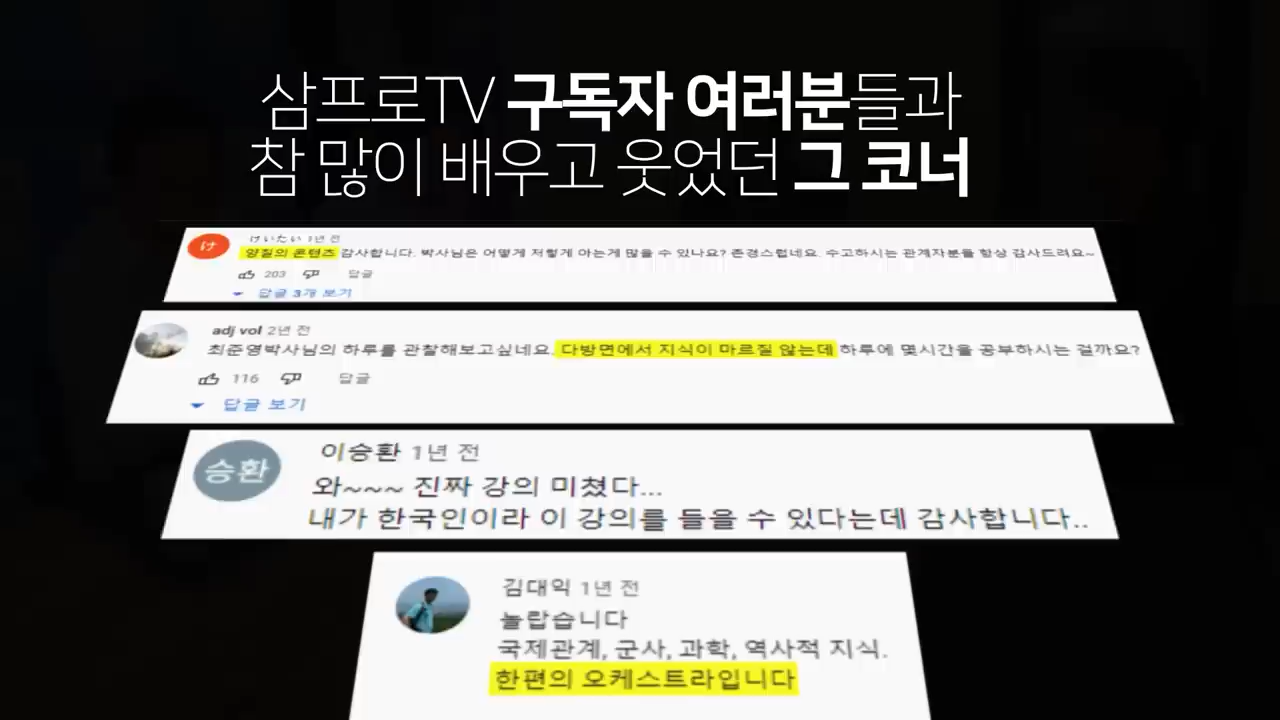 삼프로TV 구독자 여러분들과
참 많이 배우고 웃었던 그 코너
け
けいたい 1년 전
양질의 콘텐츠 감사합니다. 박사님은 어떻게 저렇게 아는게 많을 수 있나요? 존경스럽네요. 수고하시는 관계자분들 항상 감사드려요~
203 답글
답글 3개 보기
adj vol 2년 전
최준영박사님의 하루를 관찰해보고싶네요. 다방면에서 지식이 마르질 않는데 하루에 몇시간을 공부하시는 걸까요?
116 답글
답글 보기
승환
이승환 1년 전
와~~~ 진짜 강의 미쳤다...
내가 한국인이라 이 강의를 들을 수 있다는데 감사합니다..
김대익 1년 전
놀랍습니다
국제관계, 군사, 과학, 역사적 지식.
한편의 오케스트라입니다